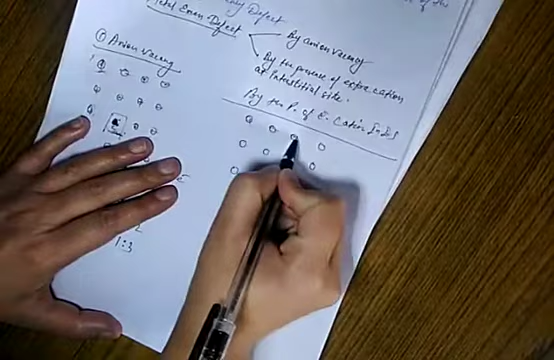 Defect
Metal Excess Defect
By anion vacancy
By the presence of extra cation
at Interstitial side.
① Anion Vacancy
By the P. of E. Cation I.S
1:3